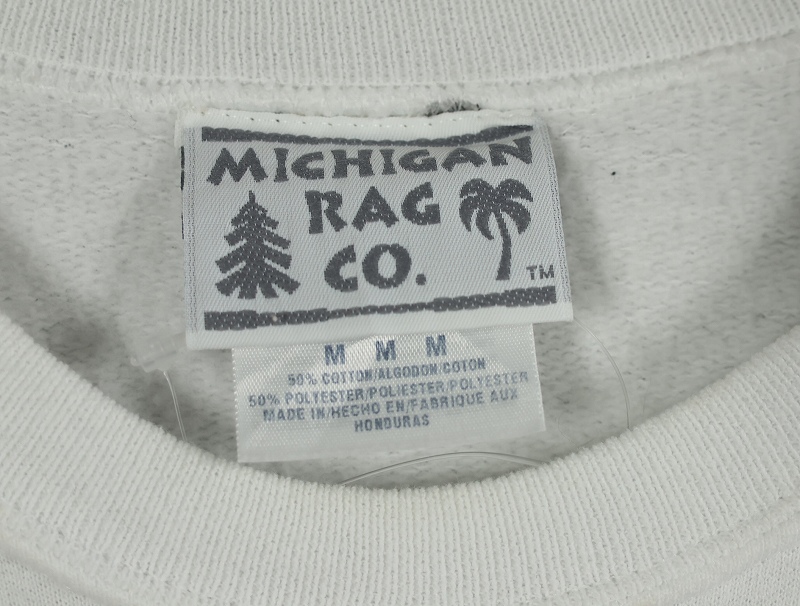 MICHIGAN
RAG
CO.
TM
M M M
50% COTTON/ALGODON/COTON
50% POLYESTER/POLIESTER/POLYESTER
MADE IN/HECHO EN/FABRIQUE AUX
HONDURAS